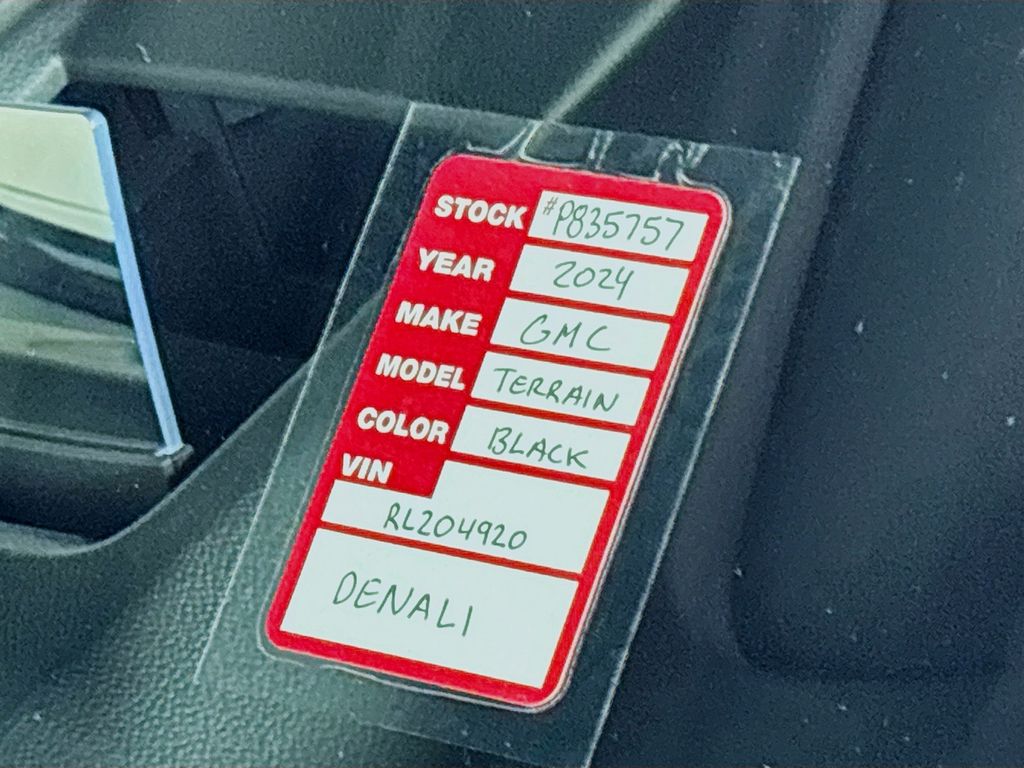 STOCK #P835757
YEAR 2024
MAKE GMC
MODEL TERRAIN
COLOR BLACK
VIN
RL204920
DENALI